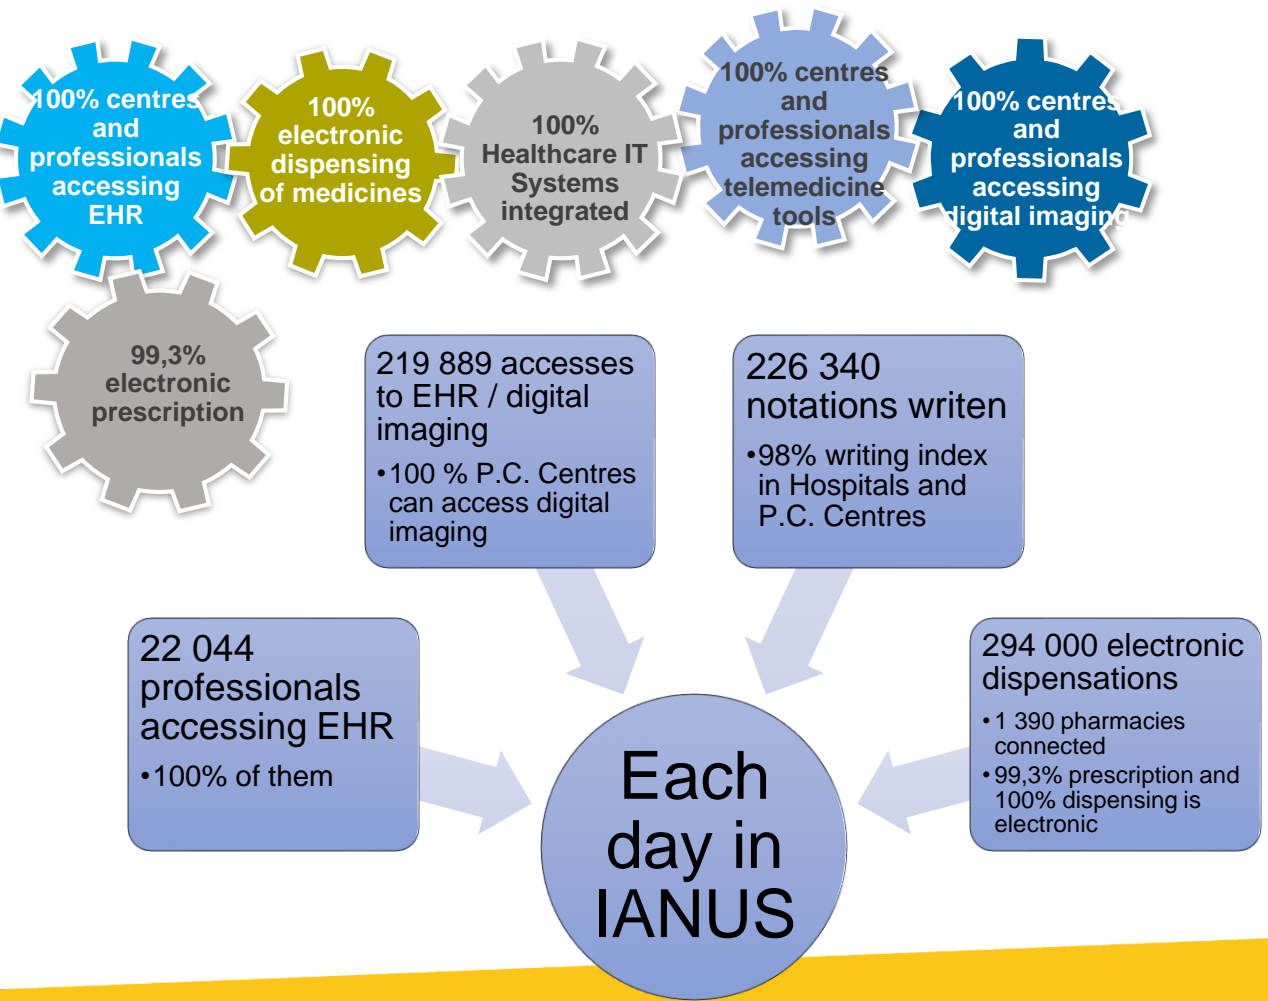 100% centres
and
professionals
accessing
EHR
100%
electronic
dispensing
of medicines
100%
Healthcare IT
Systems
integrated
100% centres
and
professionals
accessing
telemedicine
tools
100% centres
and
professionals
accessing
digital imaging
99,3%
electronic
prescription
219 889 accesses
to EHR / digital
imaging
•100 % P.C. Centres
can access digital
imaging
226 340
notations writen
•98% writing index
in Hospitals and
P.C. Centres
22 044
professionals
accessing EHR
•100% of them
294 000 electronic
dispensations
•1 390 pharmacies
connected
•99,3% prescription and
100% dispensing is
electronic
Each
day in
IANUS